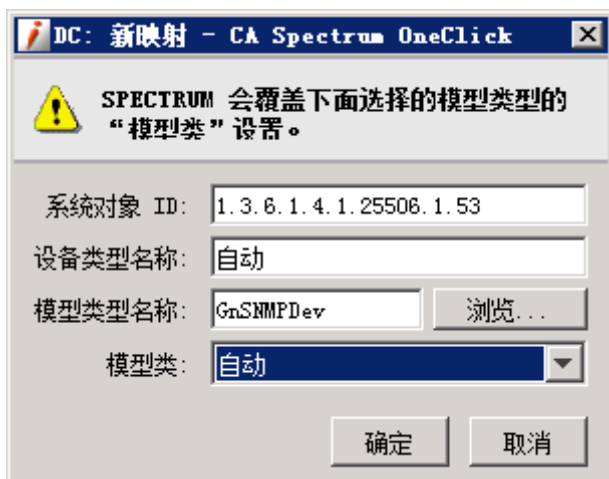 DC: 新映射 - CA Spectrum OneClick
SPECTRUM 会覆盖下面选择的模型类型的
“模型类”设置。
系统对象 ID: 1.3.6.1.4.1.25506.1.53
设备类型名称: 自动
模型类型名称: GnSNMPDev 浏览...
模型类: 自动
确定 取消